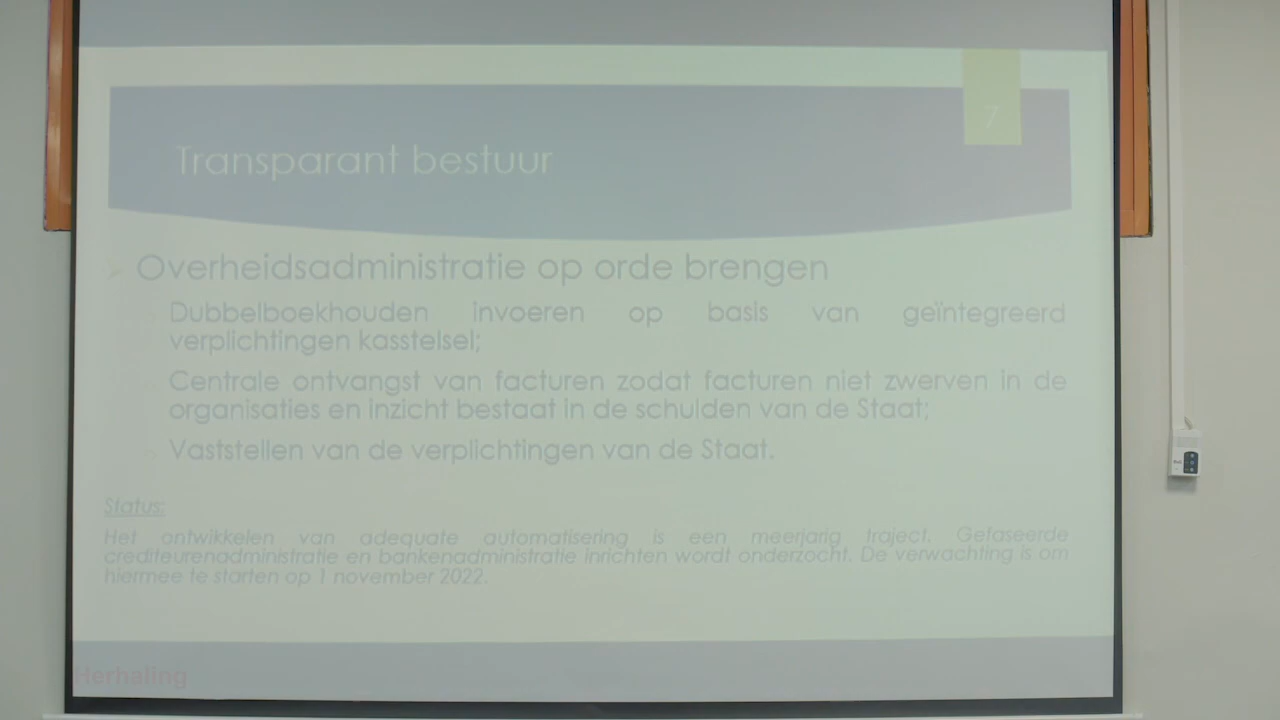 7
Transparant bestuur
Overheidsadministratie op orde brengen
Dubbelboekhouden invoeren op basis van geïntegreerd
verplichtingen kasstelsel;
Centrale ontvangst van facturen zodat facturen niet zwerven in de
organisaties en inzicht bestaat in de schulden van de Staat;
Vaststellen van de verplichtingen van de Staat.
Status:
Het ontwikkelen van adequate automatisering is een meerjarig traject. Gefaseerde
crediteurenadministratie en bankenadministratie inrichten wordt onderzocht. De verwachting is om
hiermee te starten op 1 november 2022.
Herhaling